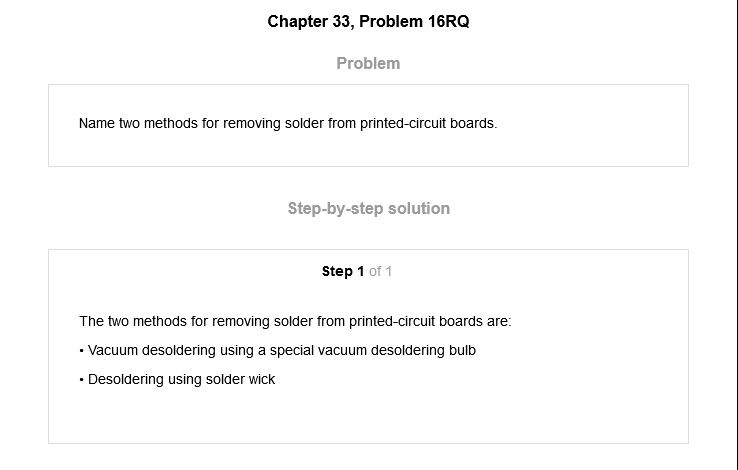 Chapter 33, Problem 16RQ
Problem
Name two methods for removing solder from printed-circuit boards.
Step-by-step solution
Step 1 of 1
The two methods for removing solder from printed-circuit boards are:
• Vacuum desoldering using a special vacuum desoldering bulb
• Desoldering using solder wick